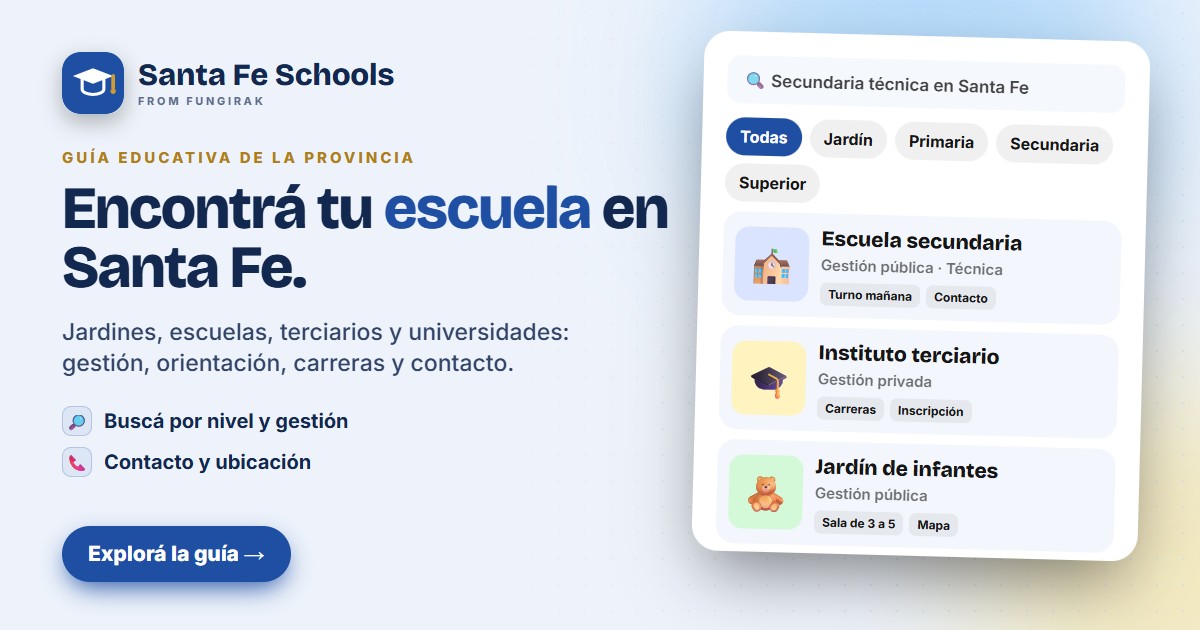 Santa Fe Schools
FROM FUNGIRAK
GUÍA EDUCATIVA DE LA PROVINCIA
Encontrá tu escuela en
Santa Fe.
Jardines, escuelas, terciarios y universidades:
gestión, orientación, carreras y contacto.
Buscá por nivel y gestión
Contacto y ubicación
Explorá la guía →
Secundaria técnica en Santa Fe
Todas Jardín Primaria Secundaria
Superior
Escuela secundaria
Gestión pública · Técnica
Turno mañana Contacto
Instituto terciario
Gestión privada
Carreras Inscripción
Jardín de infantes
Gestión pública
Sala de 3 a 5 Mapa